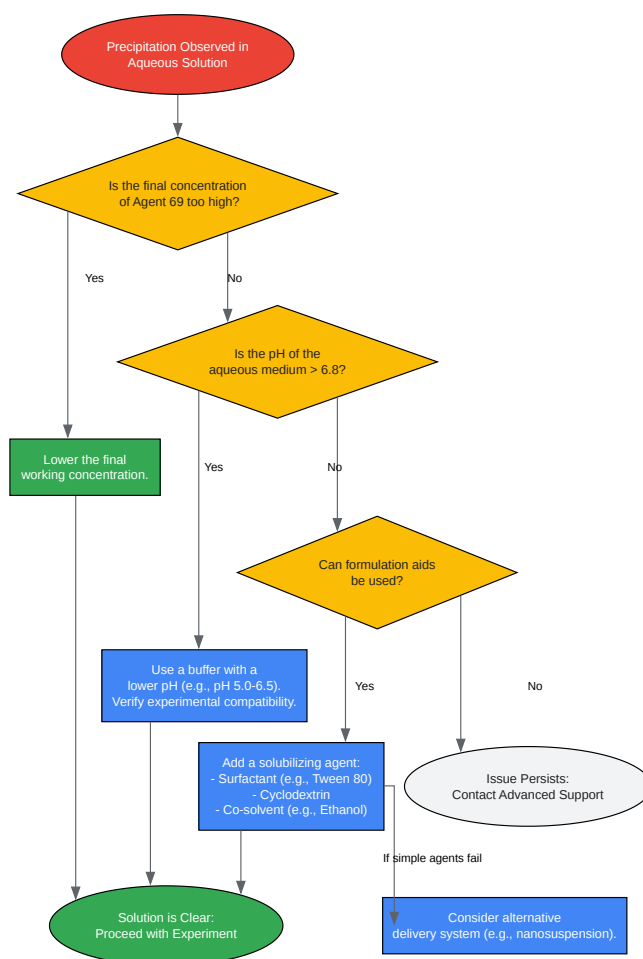 Precipitation Observed in
Aqueous Solution
Is the final concentration
of Agent 69 too high?
Yes
No
Is the pH of the
aqueous medium > 6.8?
Lower the final
working concentration.
Yes
No
Can formulation aids
be used?
Use a buffer with a
lower pH (e.g., pH 5.0-6.5).
Verify experimental compatibility.
Yes
No
Add a solubilizing agent:
- Surfactant (e.g., Tween 80)
- Cyclodextrin
- Co-solvent (e.g., Ethanol)
Issue Persists:
Contact Advanced Support
If simple agents fail
Solution is Clear:
Proceed with Experiment
Consider alternative
delivery system (e.g., nanosuspension).